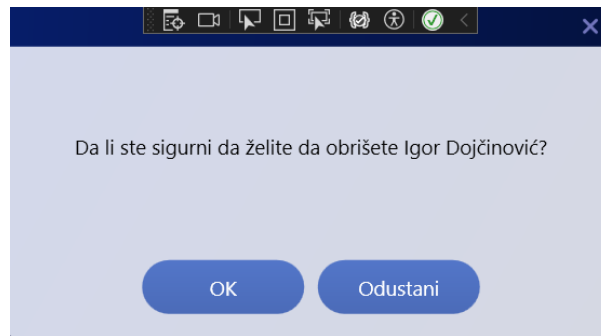 Da li ste sigurni da želite da obrišete Igor Dojčinović?
OK
Odustani